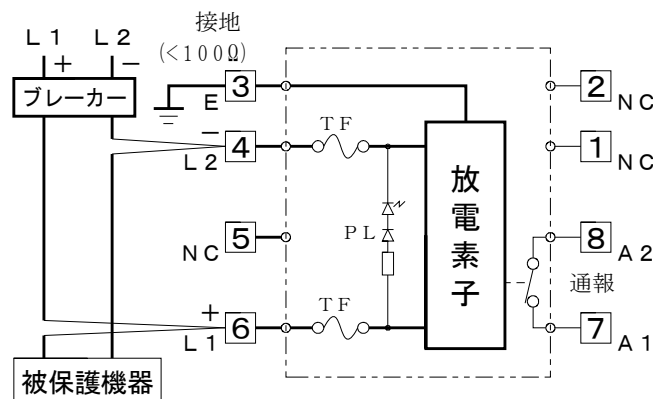 L1 L2
+ −
ブレーカー
接地
(<100Ω)
3
E
− 4
L2
TF
NC 5
PL
+ 6
L1
TF
放電素子
2 NC
1 NC
8 A2
通報
7 A1
被保護機器